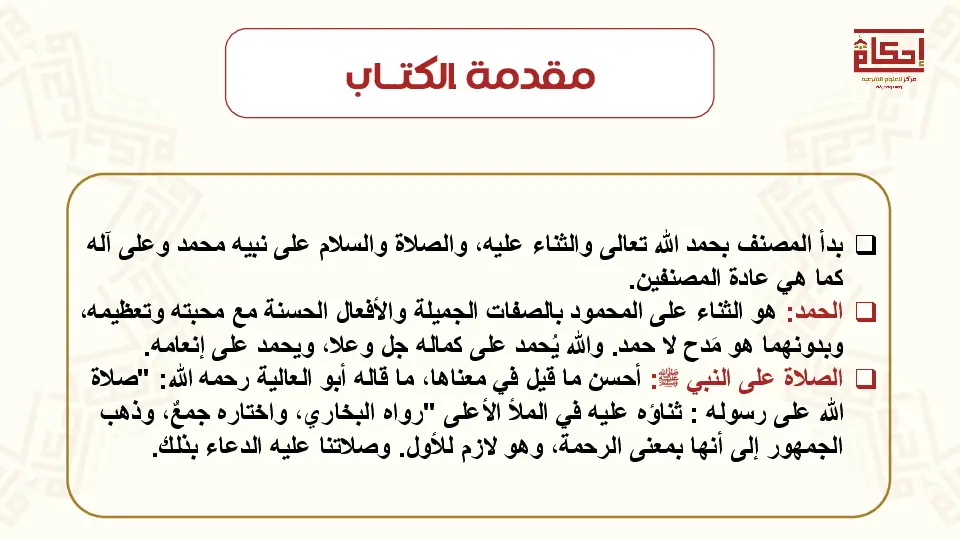 إحكام
مركز للعلوم الشرعية
مقدمة الكتاب
❑ بدأ المصنف بحمد الله تعالى والثناء عليه، والصلاة والسلام على نبيه محمد وعلى آله
كما هي عادة المصنفين.
❑ الحمد: هو الثناء على المحمود بالصفات الجميلة والأفعال الحسنة مع محبته وتعظيمه،
وبدونهما هو مَدح لا حمد. والله يُحمد على كماله جل وعلا، ويحمد على إنعامه.
❑ الصلاة على النبي ﷺ: أحسن ما قيل في معناها، ما قاله أبو العالية رحمه الله: "صلاة
الله على رسوله : ثناؤه عليه في الملأ الأعلى "رواه البخاري، واختاره جمعٌ، وذهب
الجمهور إلى أنها بمعنى الرحمة، وهو لازم للأول. وصلاتنا عليه الدعاء بذلك.